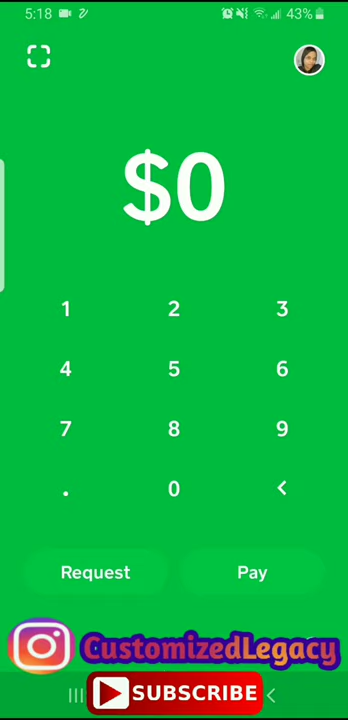 5:18 43%
$0
1 2 3
4 5 6
7 8 9
. 0 <
Request Pay
CustomizedLegacy
SUBSCRIBE